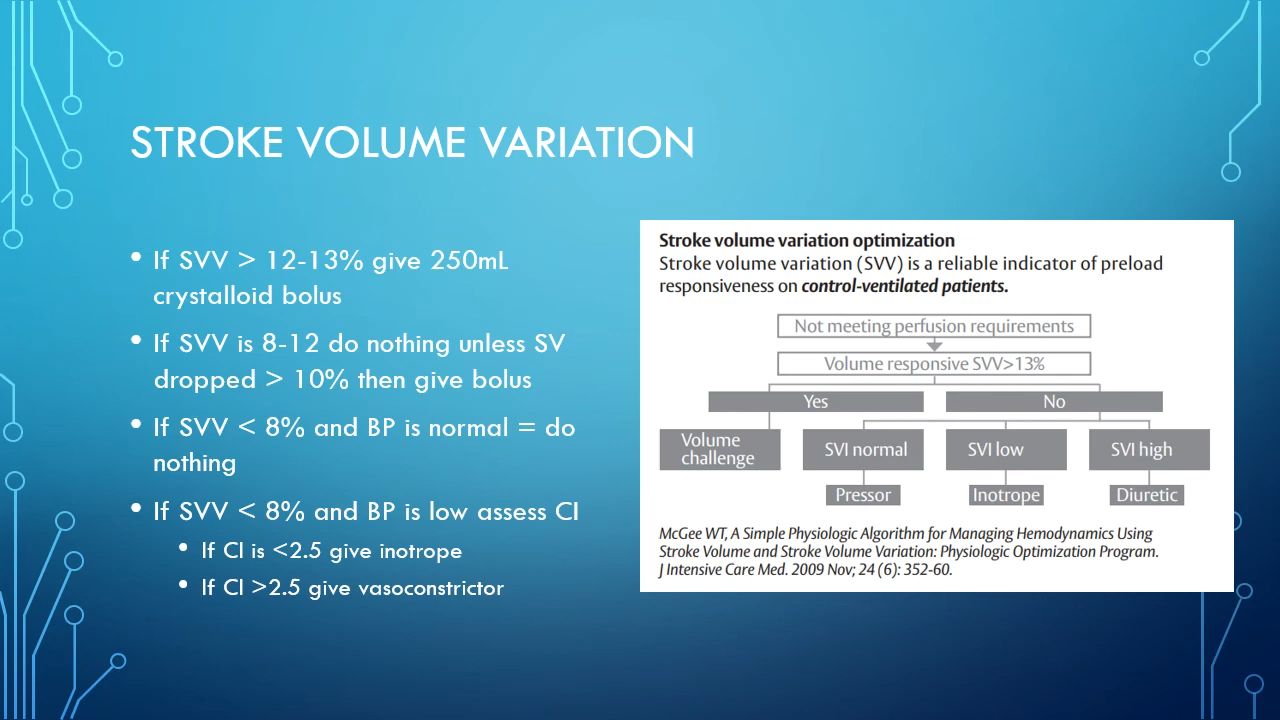 STROKE VOLUME VARIATION
• If SVV > 12-13% give 250mL
crystalloid bolus
• If SVV is 8-12 do nothing unless SV
dropped > 10% then give bolus
• If SVV < 8% and BP is normal = do
nothing
• If SVV < 8% and BP is low assess CI
• If CI is <2.5 give inotrope
• If CI >2.5 give vasoconstrictor
Stroke volume variation optimization
Stroke volume variation (SVV) is a reliable indicator of preload
responsiveness on control-ventilated patients.
Not meeting perfusion requirements
Volume responsive SVV>13%
Yes
No
Volume
challenge
SVI normal
SVI low
SVI high
Pressor
Inotrope
Diuretic
McGee WT, A Simple Physiologic Algorithm for Managing Hemodynamics Using
Stroke Volume and Stroke Volume Variation: Physiologic Optimization Program.
J Intensive Care Med. 2009 Nov; 24 (6): 352-60.